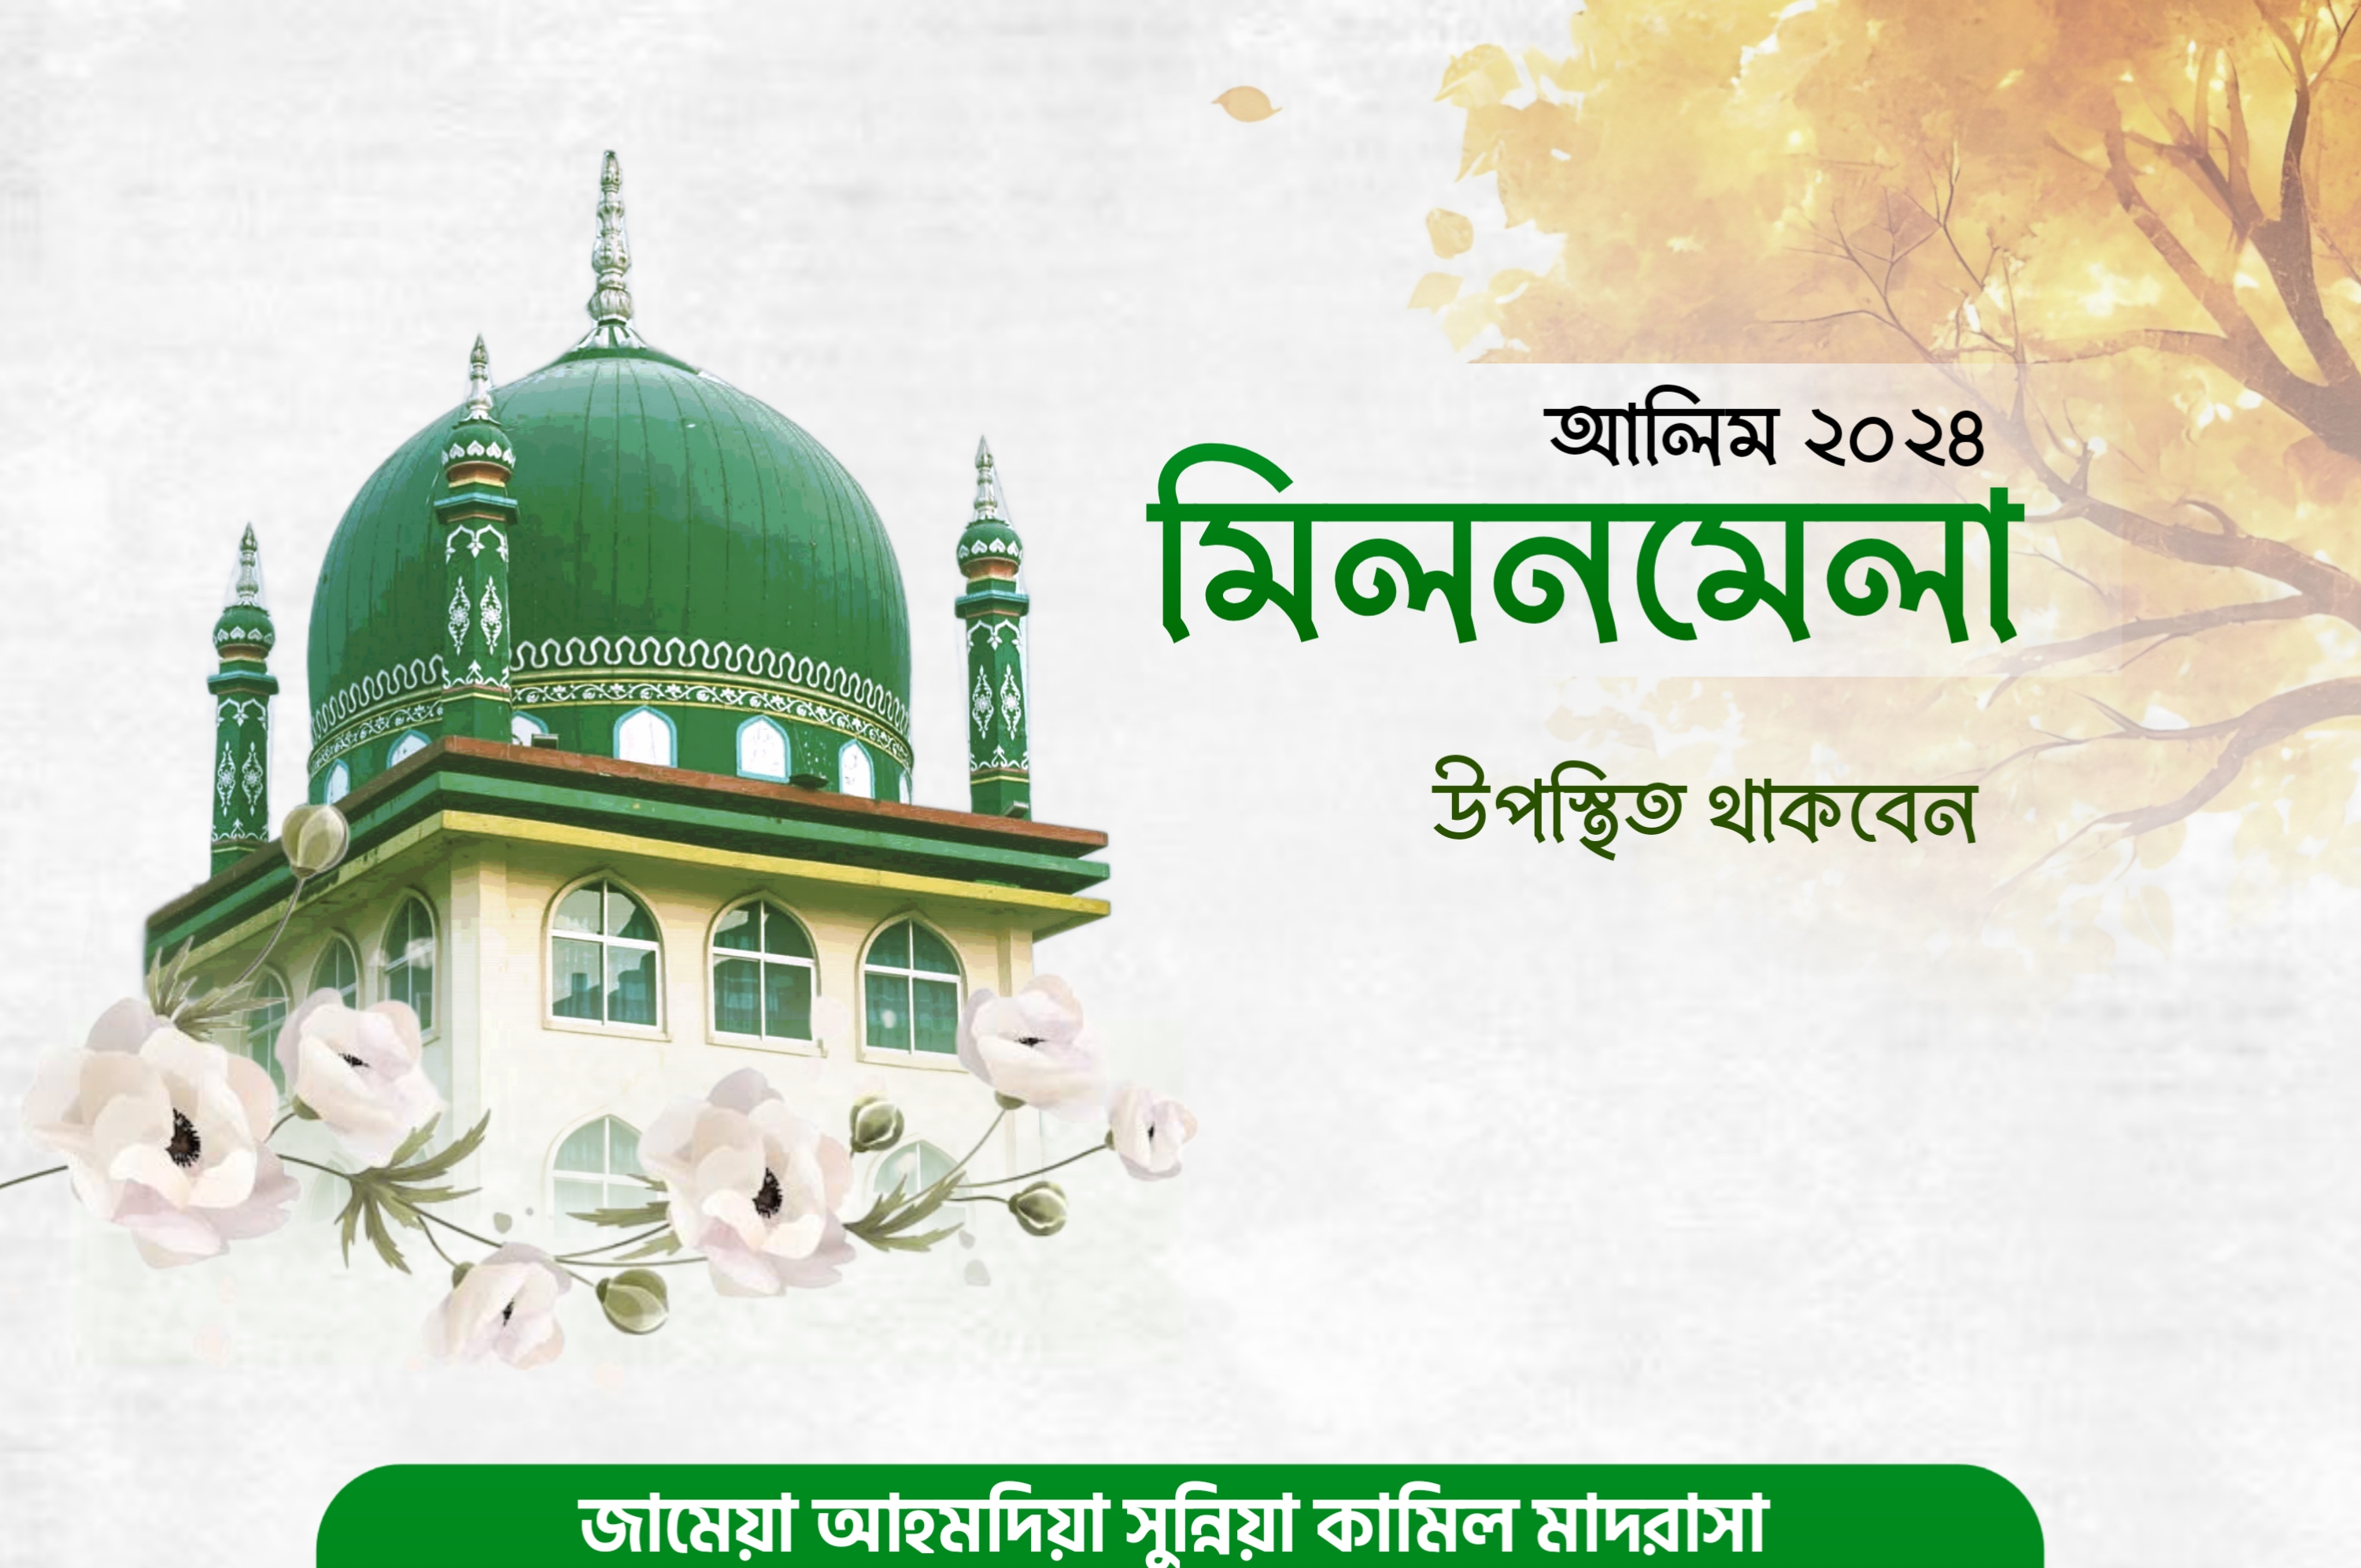 আলিম ২০২৪
মিলনমেলা
উপস্থিত থাকবেন
জামেয়া আহমদিয়া সুন্নিয়া কামিল মাদরাসা